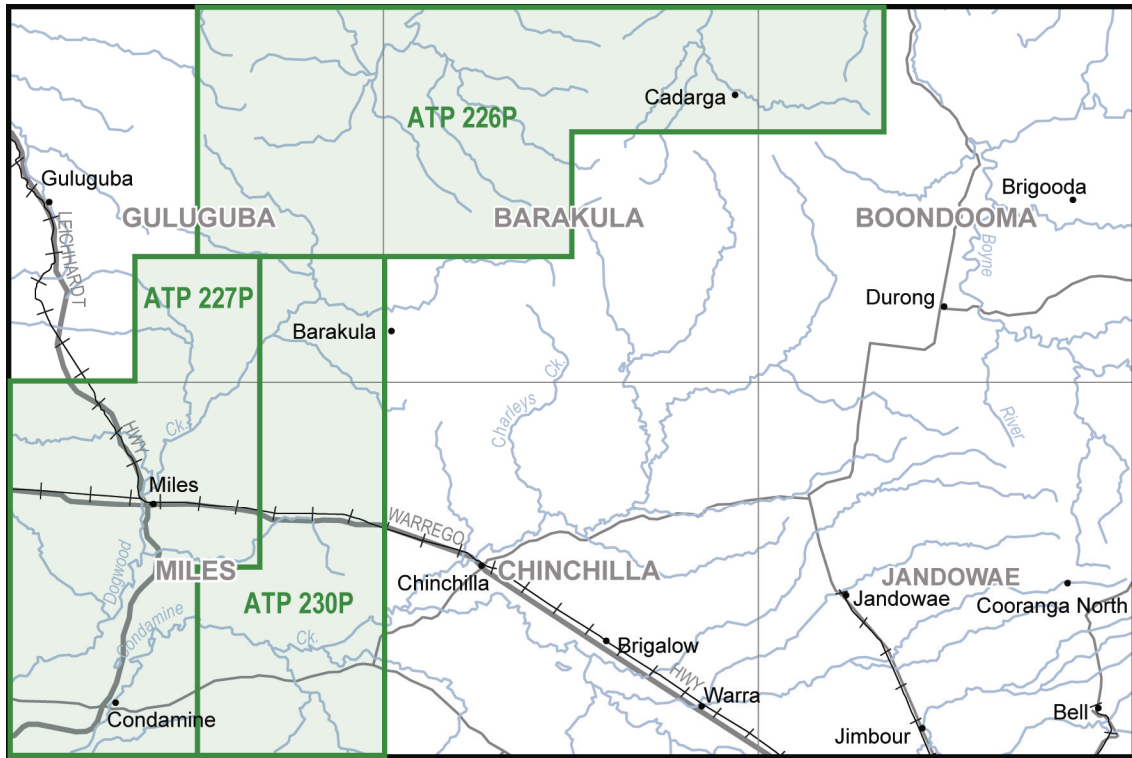 Cadarga
ATP 226P
Guluguba
Brigooda
GULUGUBA
BARAKULA
BOONDOOMA
LEICHHARDT
Boyne
ATP 227P
Durong
Barakula
Ck.
Charleys
HWY
Ck.
River
Miles
WARREGO
Dogwood
MILES
Chinchilla
CHINCHILLA
JANDOWAE
Jandowae
Cooranga North
ATP 230P
Condamine
Ck.
Brigalow
HWY
Warra
Condamine
Bell
Jimbour